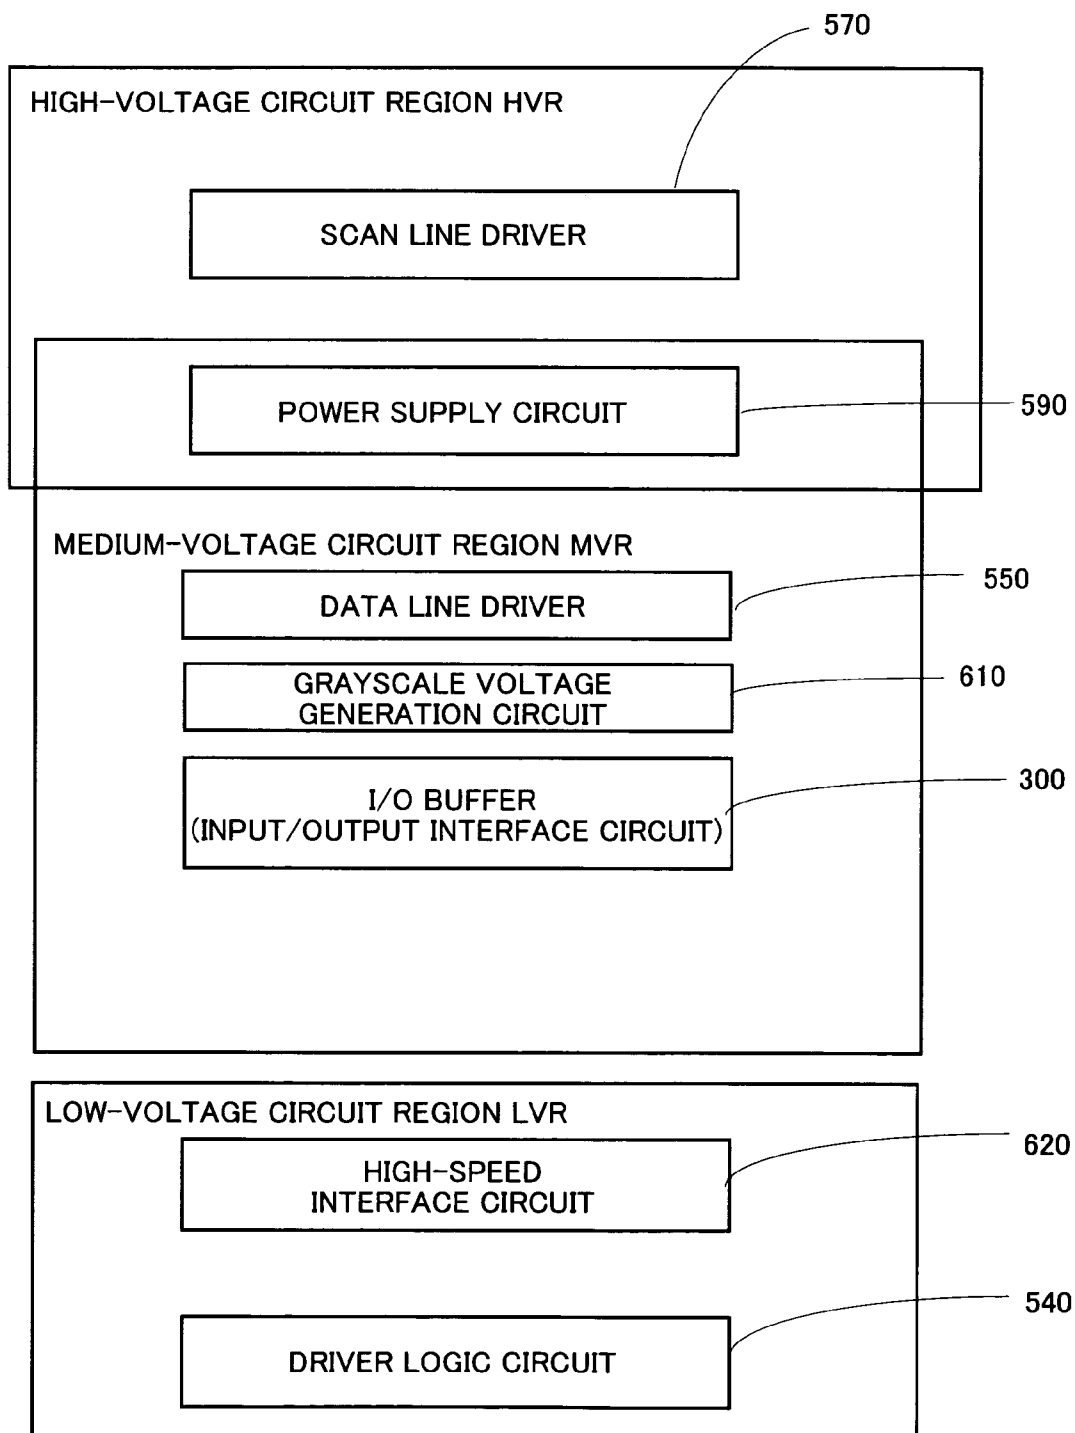 570
HIGH-VOLTAGE CIRCUIT REGION HVR
SCAN LINE DRIVER
POWER SUPPLY CIRCUIT
590
MEDIUM-VOLTAGE CIRCUIT REGION MVR
DATA LINE DRIVER
550
GRAYSCALE VOLTAGE
GENERATION CIRCUIT
610
I/O BUFFER
(INPUT/OUTPUT INTERFACE CIRCUIT)
300
LOW-VOLTAGE CIRCUIT REGION LVR
HIGH-SPEED
INTERFACE CIRCUIT
620
DRIVER LOGIC CIRCUIT
540